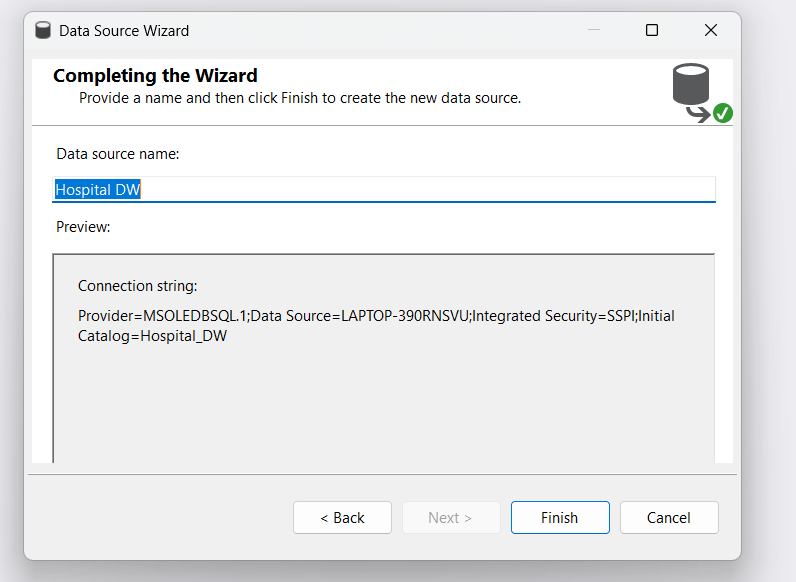 Data Source Wizard
Completing the Wizard
Provide a name and then click Finish to create the new data source.
Data source name:
Hospital DW
Preview:
Connection string:
Provider=MSOLEDBSQL.1;Data Source=LAPTOP-390RNSVU;Integrated Security=SSPI;Initial
Catalog=Hospital_DW
< Back
Next >
Finish
Cancel